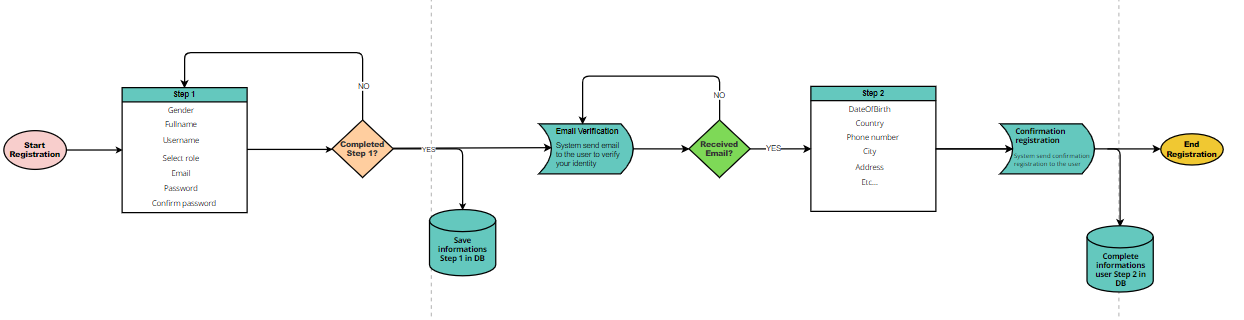 Start
Registration
Step 1
Gender
Fullname
Username
Select role
Email
Password
Confirm password
NO
Completed
Step 1?
YES
Save
informations
Step 1 in DB
Email Verification
System send email
to the user to verify
your identity
NO
Received
Email?
YES
Step 2
DateOfBirth
Country
Phone number
City
Address
Etc...
Confirmation
registration
System send confirmation
registration to the user
Complete
informations
user Step 2 in
DB
End
Registration